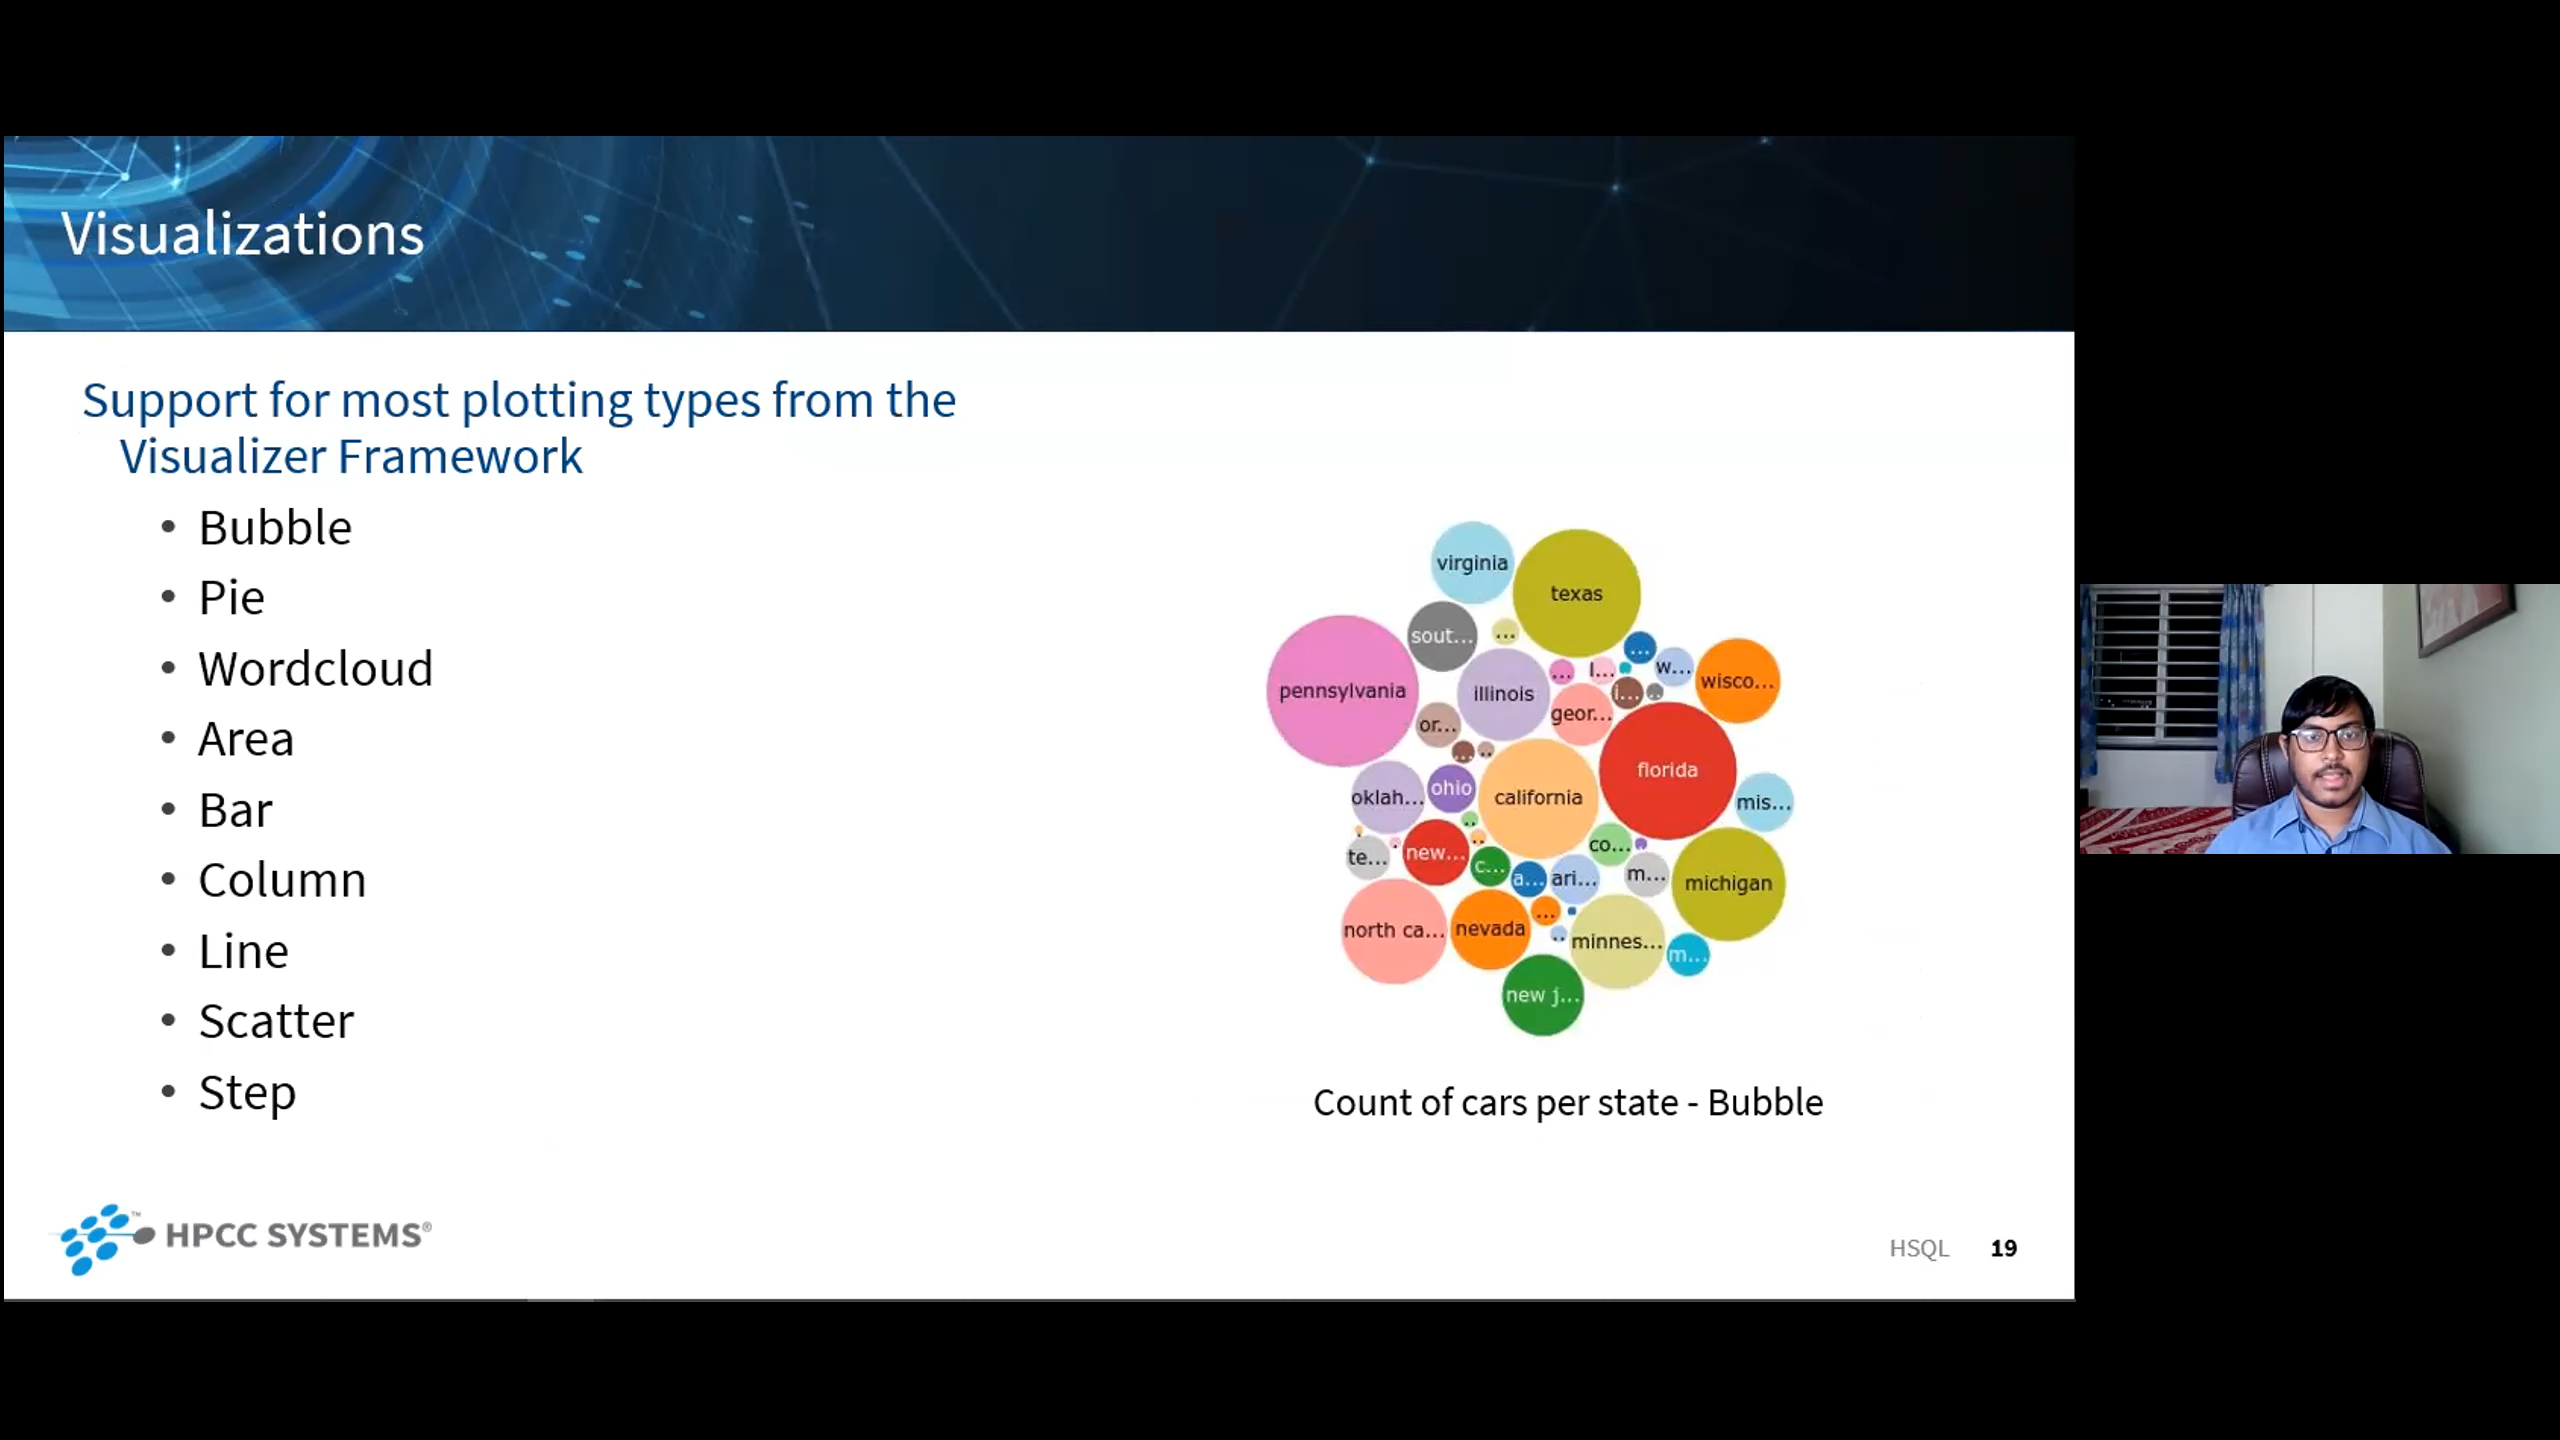 Visualizations
Support for most plotting types from the
Visualizer Framework
• Bubble
• Pie
• Wordcloud
• Area
• Bar
• Column
• Line
• Scatter
• Step
virginia
texas
sout...
...
...
pennsylvania
illinois
...
l...
w...
wisco...
i...
..
or...
geor...
...
..
florida
oklah...
ohio
california
mis...
..
te...
new...
..
c...
co...
a...
ari...
m...
michigan
north ca...
nevada
...
..
minnes...
m...
new j...
Count of cars per state - Bubble
HPCC SYSTEMS®
HSQL 19